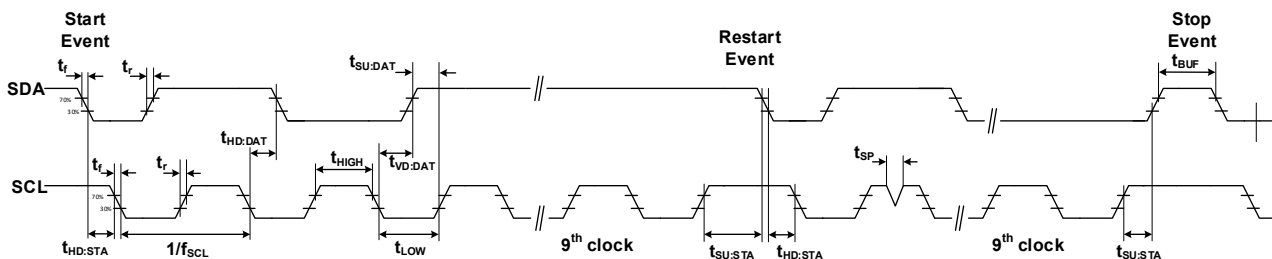 Start
Event
Restart
Event
Stop
Event
tf
tr
tSU:DAT
tBUF
SDA
70%
30%
tHD:DAT
tf
tr
tHIGH
tVD:DAT
tSP
SCL
70%
30%
tHD:STA
1/fSCL
tLOW
9th clock
tSU:STA
tHD:STA
9th clock
tSU:STA